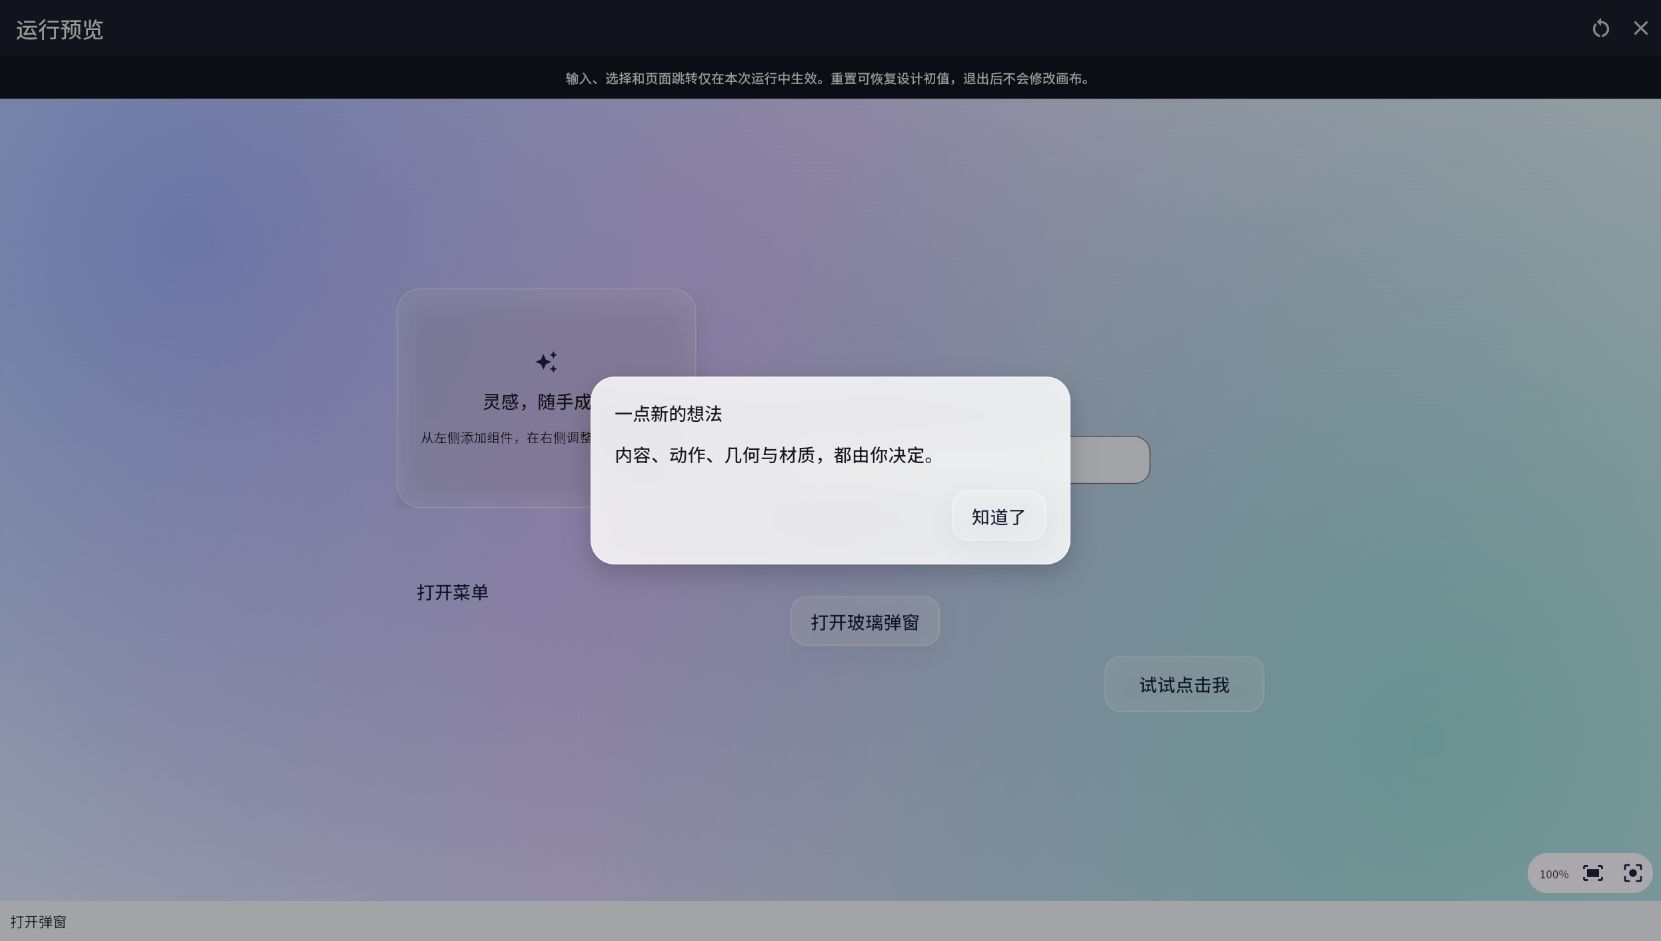 运行预览
输入、选择和页面跳转仅在本次运行中生效。重置可恢复设计初值，退出后不会修改画布。
灵感，随手成
从左侧添加组件，在右侧调整
一点新的想法
内容、动作、几何与材质，都由你决定。
知道了
打开菜单
打开玻璃弹窗
试试点击我
100%
打开弹窗